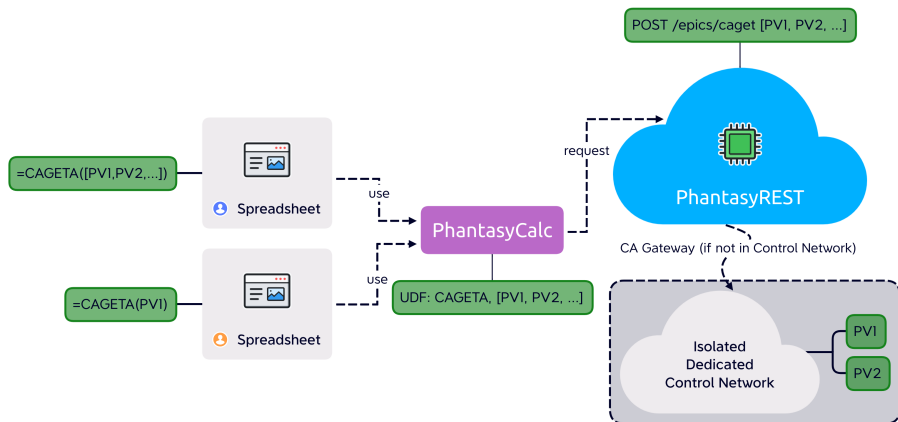 POST /epics/caget [PV1, PV2, ...]
=CAGETA([PV1,PV2,...])
Spreadsheet
use
request
PhantasyREST
PhantasyCalc
CA Gateway (if not in Control Network)
=CAGETA(PV1)
Spreadsheet
use
UDF: CAGETA, [PV1, PV2, ...]
Isolated
Dedicated
Control Network
PV1
PV2